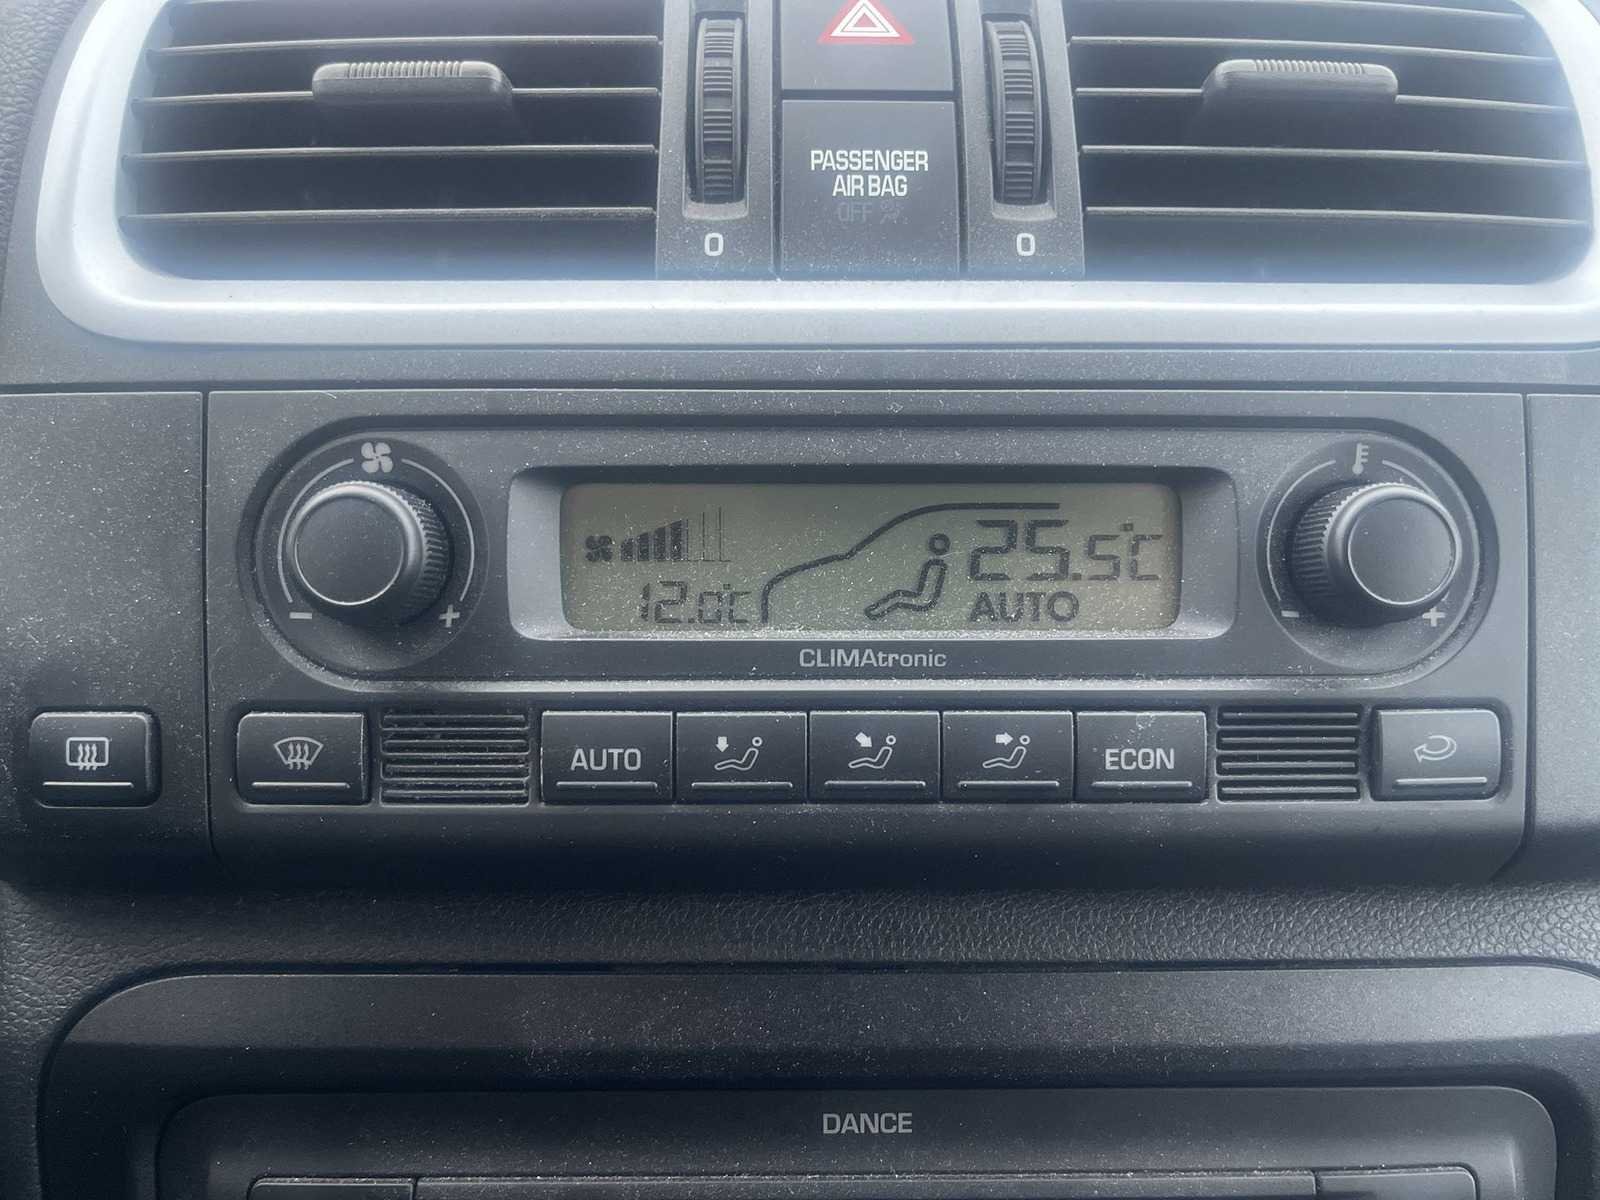 PASSENGER
AIR BAG
OFF
0
0
25.5°C
12.0°C
AUTO
CLIMAtronic
- +
- +
AUTO
ECON
DANCE